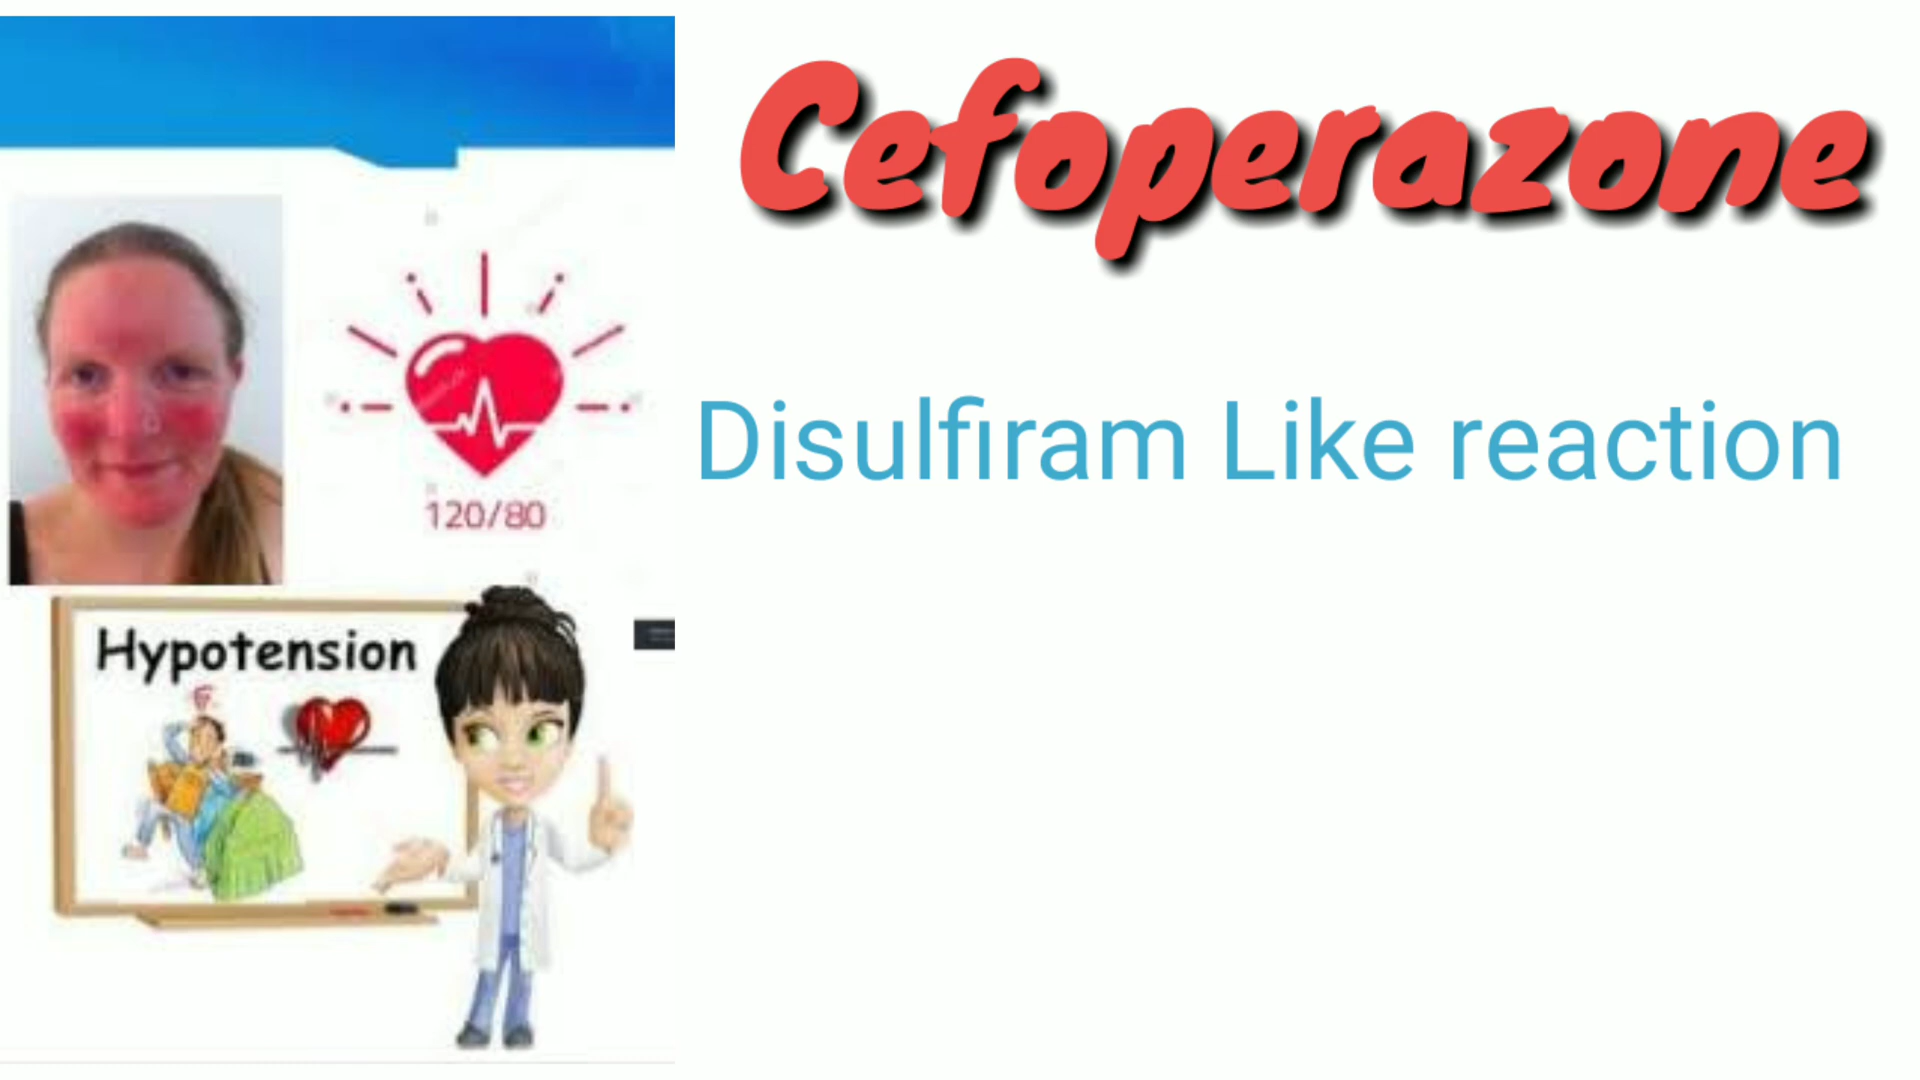 Cefoperazone
Disulfiram Like reaction
120/80
Hypotension